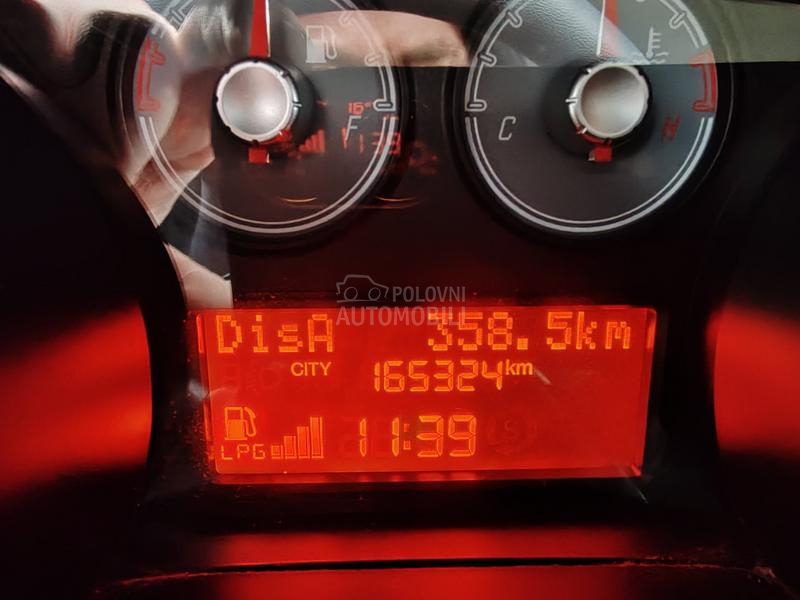 F
C
H
POLOVNI
AUTOMOBILI
DisA 358.5km
CITY 165324km
LPG 11:39